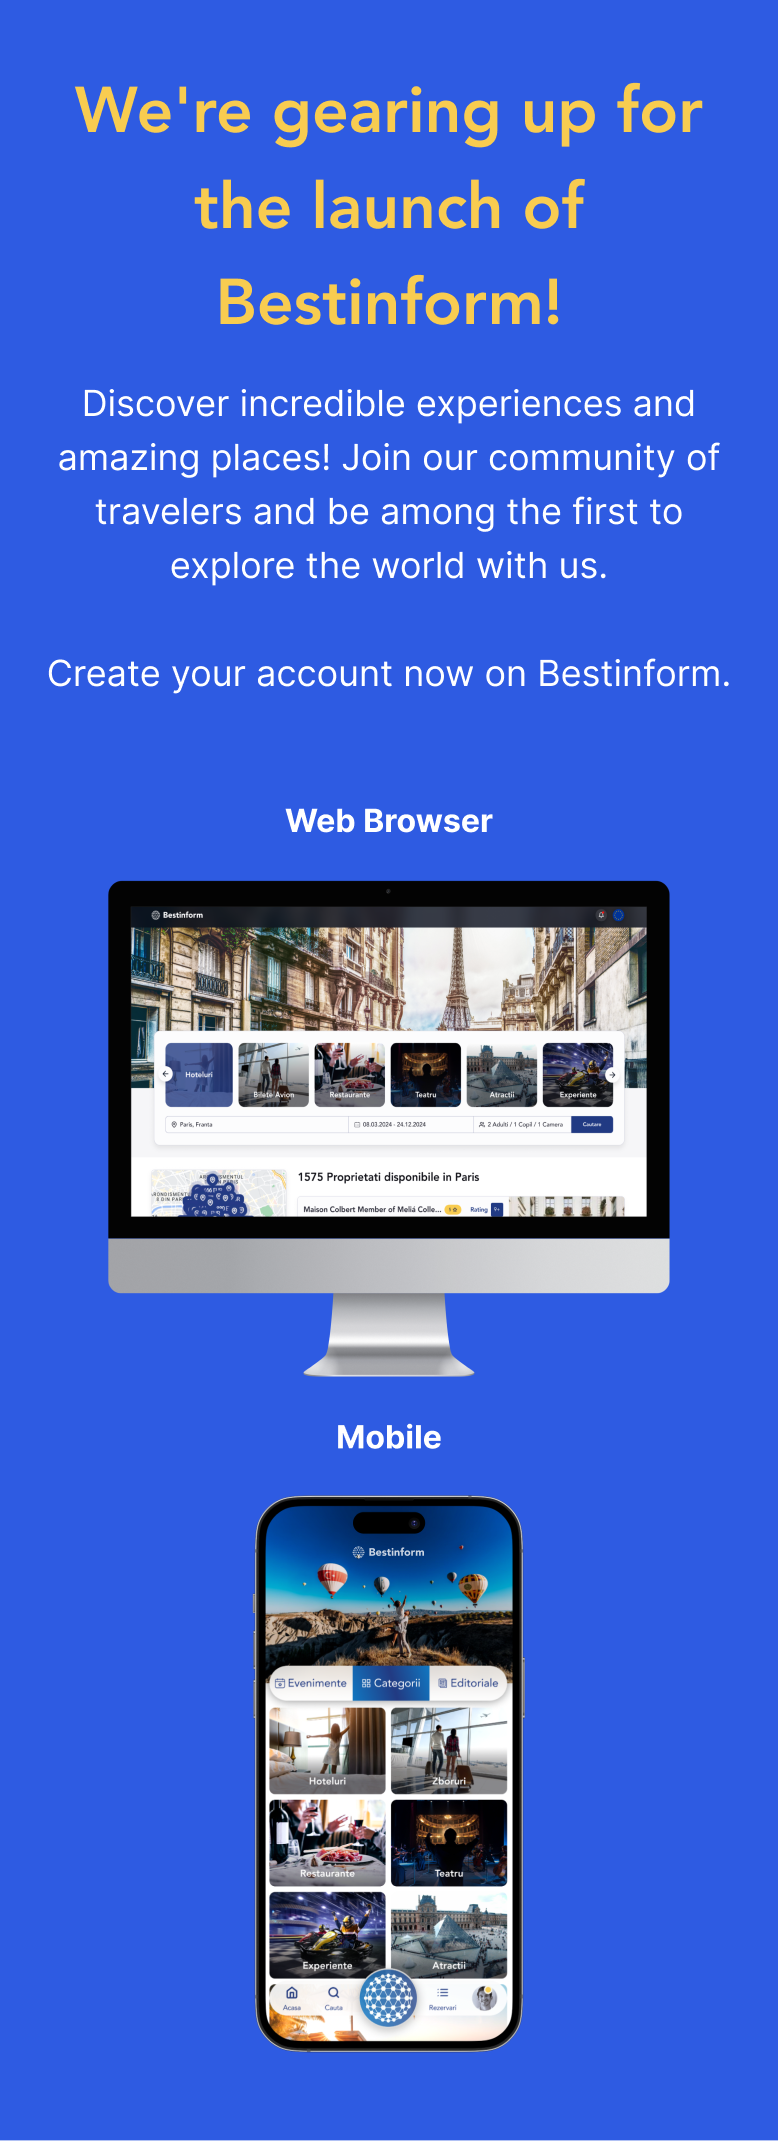 We're gearing up for
the launch of
Bestinform!
Discover incredible experiences and
amazing places! Join our community of
travelers and be among the first to
explore the world with us.
Create your account now on Bestinform.
Web Browser
Bestinform
Hoteluri
Bilete Avion
Restaurante
Teatru
Atractii
Experiente
Paris, Franta
08.03.2024 - 24.12.2024
2 Adulti / 1 Copil / 1 Camera
Cautare
1575 Proprietati disponibile in Paris
Maison Colbert Member of Meliá Colle...
5
Rating
9+
Mobile
Bestinform
Evenimente
Categorii
Editoriale
Hoteluri
Zboruri
Restaurante
Teatru
Experiente
Atractii
Acasa
Cauta
Rezervari